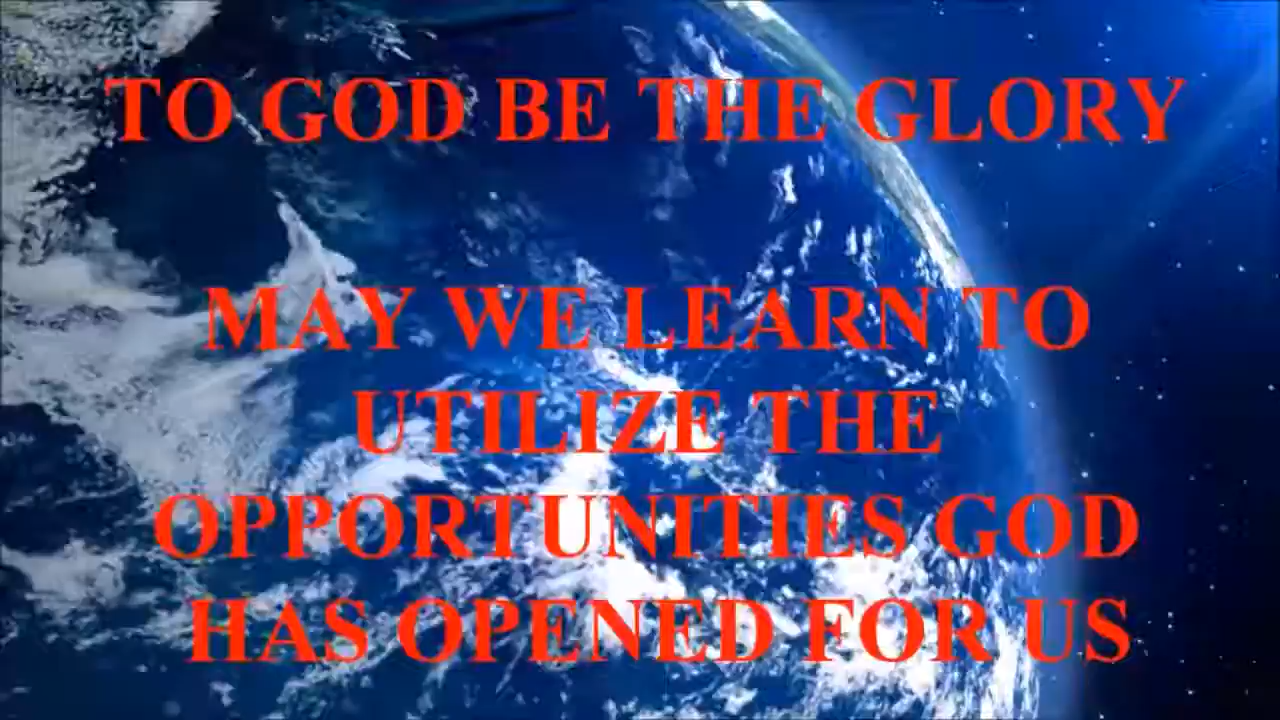 TO GOD BE THE GLORY
MAY WE LEARN TO
UTILIZE THE
OPPORTUNITIES GOD
HAS OPENED FOR US